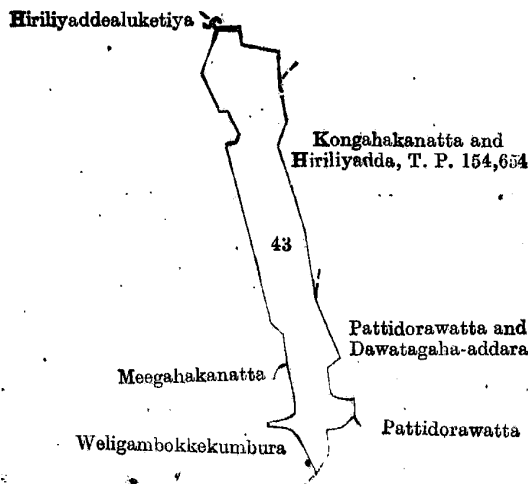 Hiriliyaddealuketiya
Kongahakanatta and
Hiriliyadda, T. P. 154,654
43
Pattidorawatta and
Dawatagaha-addara
Meegahakanatta
Pattidorawatta
Weligambokkekumbura